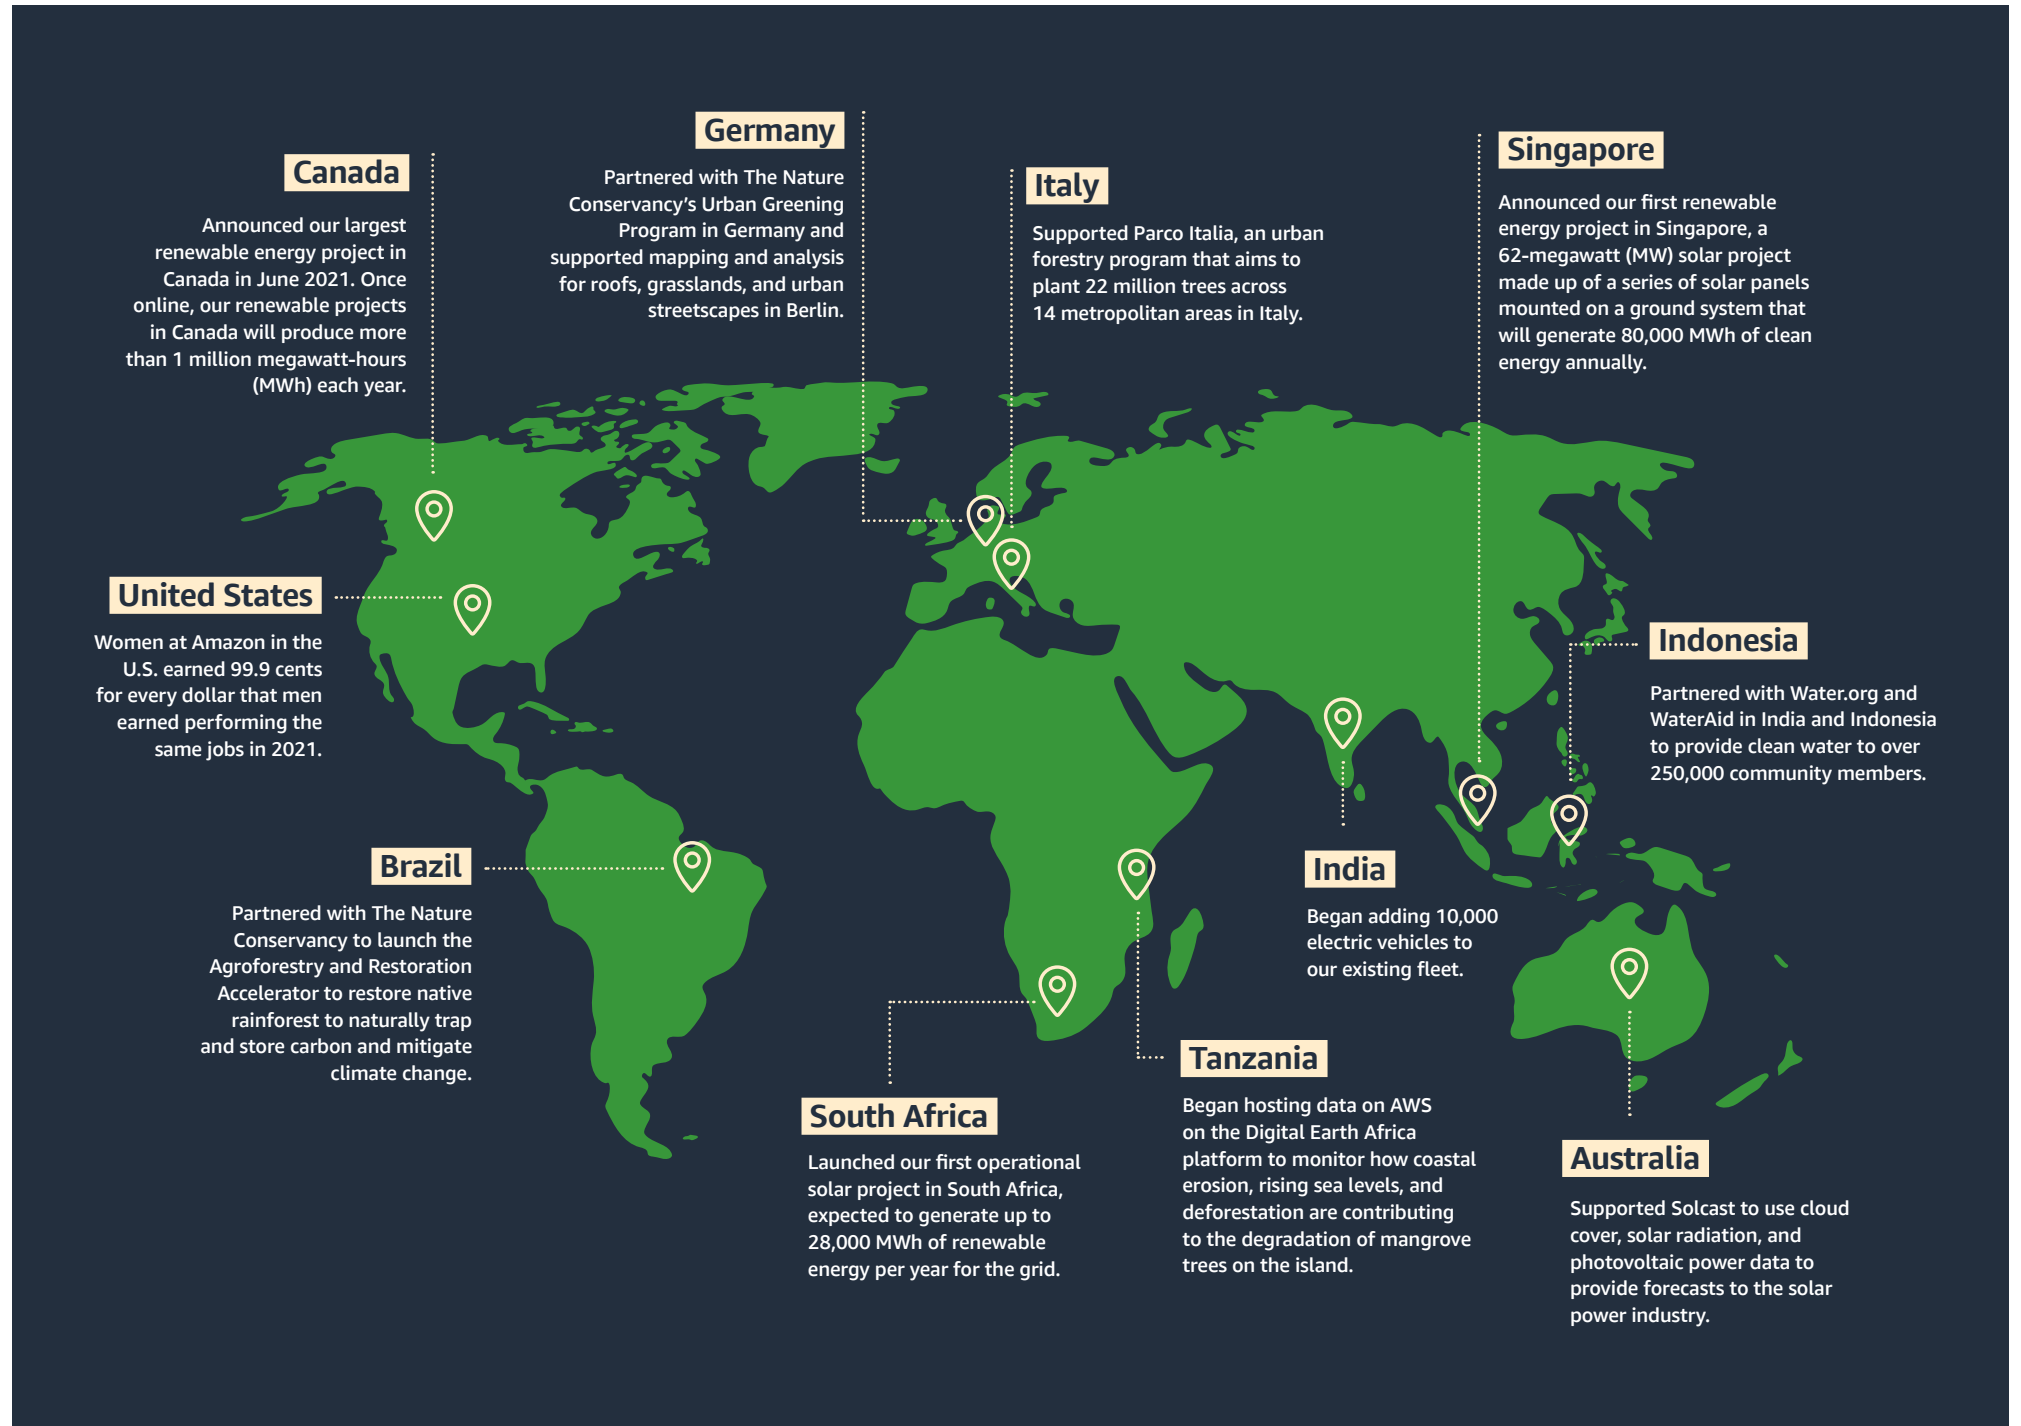 Canada
Announced our largest
renewable energy project in
Canada in June 2021. Once
online, our renewable projects
in Canada will produce more
than 1 million megawatt-hours
(MWh) each year.
Germany
Partnered with The Nature
Conservancy's Urban Greening
Program in Germany and
supported mapping and analysis
for roofs, grasslands, and urban
streetscapes in Berlin.
Italy
Supported Parco Italia, an urban
forestry program that aims to
plant 22 million trees across
14 metropolitan areas in Italy.
Singapore
Announced our first renewable
energy project in Singapore, a
62-megawatt (MW) solar project
made up of a series of solar panels
mounted on a ground system that
will generate 80,000 MWh of clean
energy annually.
United States
Women at Amazon in the
U.S. earned 99.9 cents
for every dollar that men
earned performing the
same jobs in 2021.
Indonesia
Partnered with Water.org and
WaterAid in India and Indonesia
to provide clean water to over
250,000 community members.
Brazil
Partnered with The Nature
Conservancy to launch the
Agroforestry and Restoration
Accelerator to restore native
rainforest to naturally trap
and store carbon and mitigate
climate change.
India
Began adding 10,000
electric vehicles to
our existing fleet.
South Africa
Launched our first operational
solar project in South Africa,
expected to generate up to
28,000 MWh of renewable
energy per year for the grid.
Tanzania
Began hosting data on AWS
on the Digital Earth Africa
platform to monitor how coastal
erosion, rising sea levels, and
deforestation are contributing
to the degradation of mangrove
trees on the island.
Australia
Supported Solcast to use cloud
cover, solar radiation, and
photovoltaic power data to
provide forecasts to the solar
power industry.